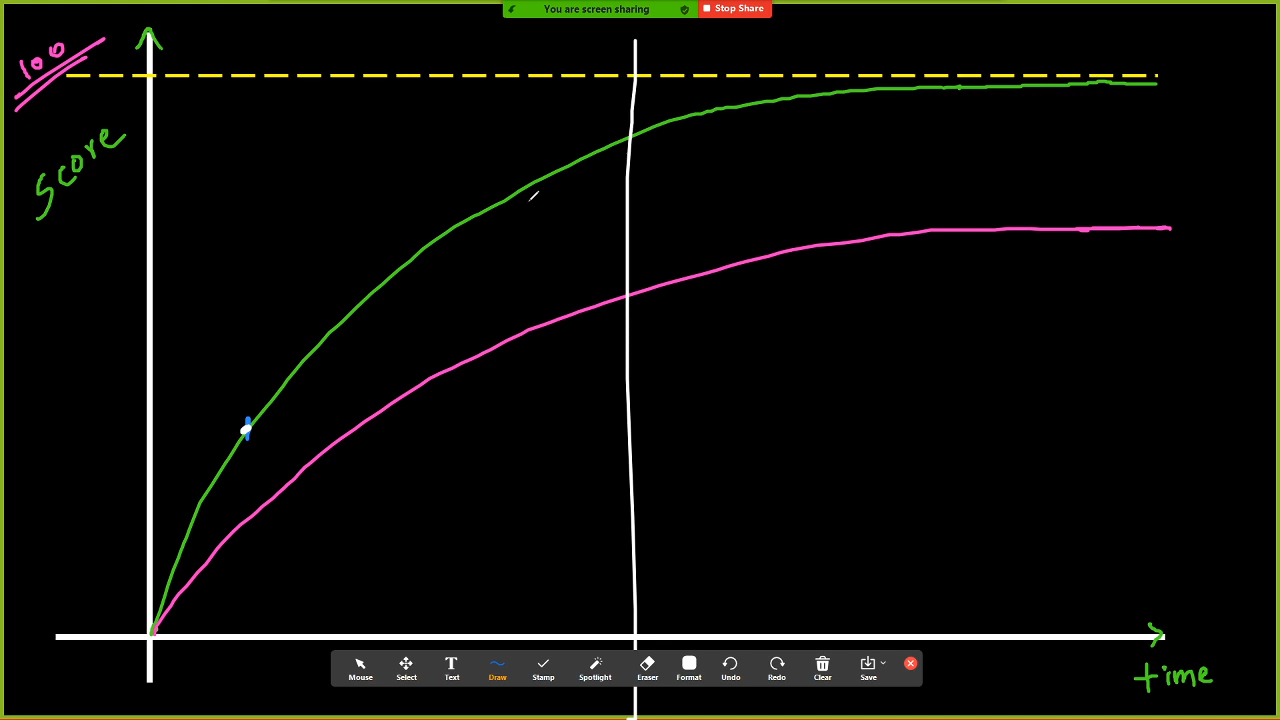 You are screen sharing
Stop Share
100
Score
time
Mouse
Select
Text
Draw
Stamp
Spotlight
Eraser
Format
Undo
Redo
Clear
Save